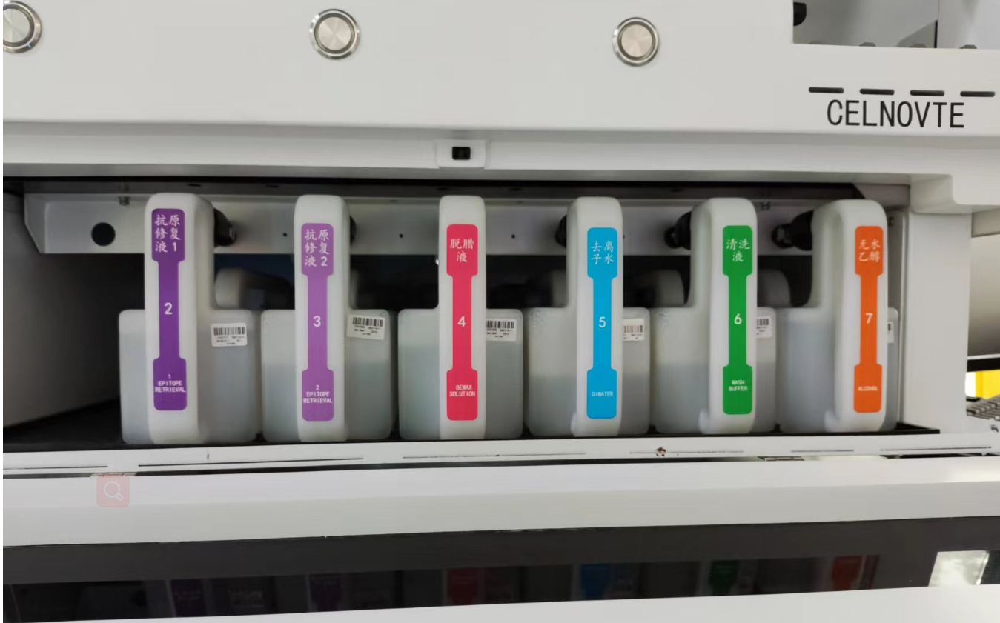 CELNOVTE
抗原
修复
液1
2
1
EPITOPE
RETRIEVAL
抗原
修复
液2
3
2
EPITOPE
RETRIEVAL
脱腊
液
4
DEWAX
SOLUTION
去离
子水
5
DIWATER
清洗
液
6
WASH
BUFFER
无水
乙醇
7
ALCOHOL